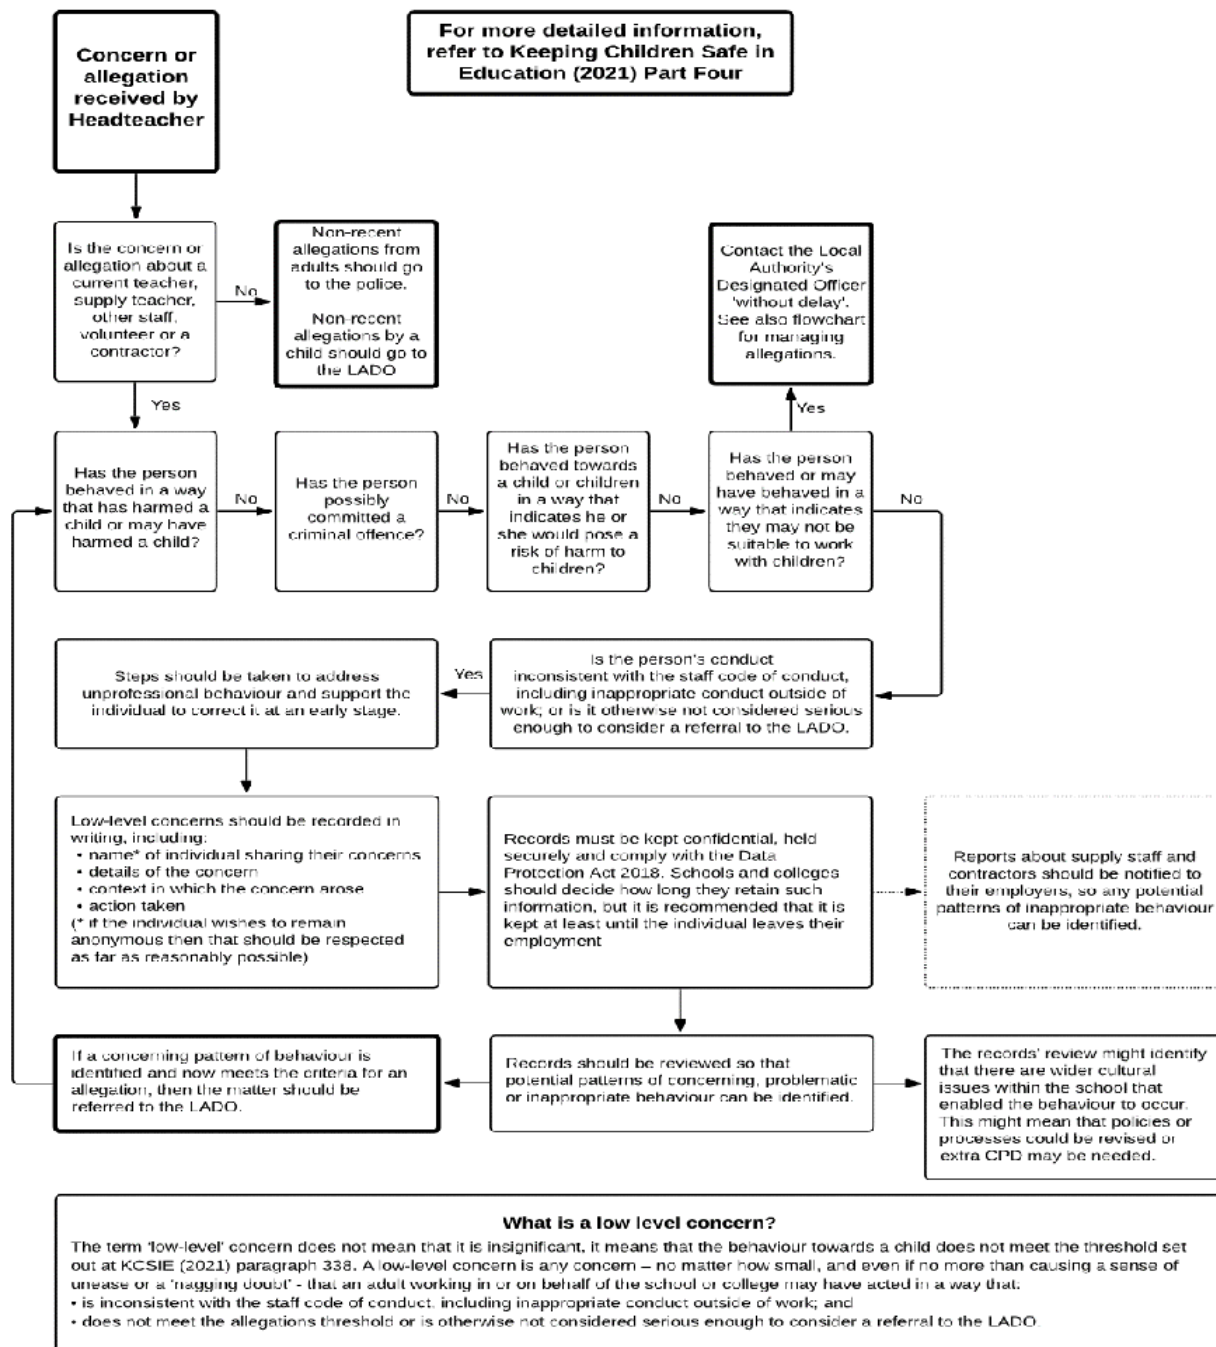 Concern or
allegation
received by
Headteacher
For more detailed information,
refer to Keeping Children Safe in
Education (2021) Part Four
Is the concern or
allegation about a
current teacher,
supply teacher,
other staff,
volunteer or a
contractor?
No
Non-recent
allegations from
adults should go
to the police.
Non-recent
allegations by a
child should go to
the LADO
Contact the Local
Authority's
Designated Officer
'without delay'.
See also flowchart
for managing
allegations.
Yes
Yes
Has the person
behaved in a way
that has harmed a
child or may have
harmed a child?
No
Has the person
possibly
committed a
criminal offence?
No
Has the person
behaved towards
a child or children
in a way that
indicates he or
she would pose a
risk of harm to
children?
No
Has the person
behaved or may
have behaved in a
way that indicates
they may not be
suitable to work
with children?
No
Steps should be taken to address
unprofessional behaviour and support the
individual to correct it at an early stage.
Yes
Is the person's conduct
inconsistent with the staff code of conduct,
including inappropriate conduct outside of
work; or is it otherwise not considered serious
enough to consider a referral to the LADO.
Low-level concerns should be recorded in
writing, including:
• name* of individual sharing their concerns
• details of the concern
• context in which the concern arose
• action taken
(* if the individual wishes to remain
anonymous then that should be respected
as far as reasonably possible)
Records must be kept confidential, held
securely and comply with the Data
Protection Act 2018. Schools and colleges
should decide how long they retain such
information, but it is recommended that it is
kept at least until the individual leaves their
employment
Reports about supply staff and
contractors should be notified to
their employers, so any potential
patterns of inappropriate behaviour
can be identified.
If a concerning pattern of behaviour is
identified and now meets the criteria for an
allegation, then the matter should be
referred to the LADO.
Records should be reviewed so that
potential patterns of concerning, problematic
or inappropriate behaviour can be identified.
The records' review might identify
that there are wider cultural
issues within the school that
enabled the behaviour to occur.
This might mean that policies or
processes could be revised or
extra CPD may be needed.
What is a low level concern?
The term 'low-level' concern does not mean that it is insignificant, it means that the behaviour towards a child does not meet the threshold set
out at KCSIE (2021) paragraph 338. A low-level concern is any concern – no matter how small, and even if no more than causing a sense of
unease or a 'nagging doubt' - that an adult working in or on behalf of the school or college may have acted in a way that:
• is inconsistent with the staff code of conduct, including inappropriate conduct outside of work; and
• does not meet the allegations threshold or is otherwise not considered serious enough to consider a referral to the LADO.